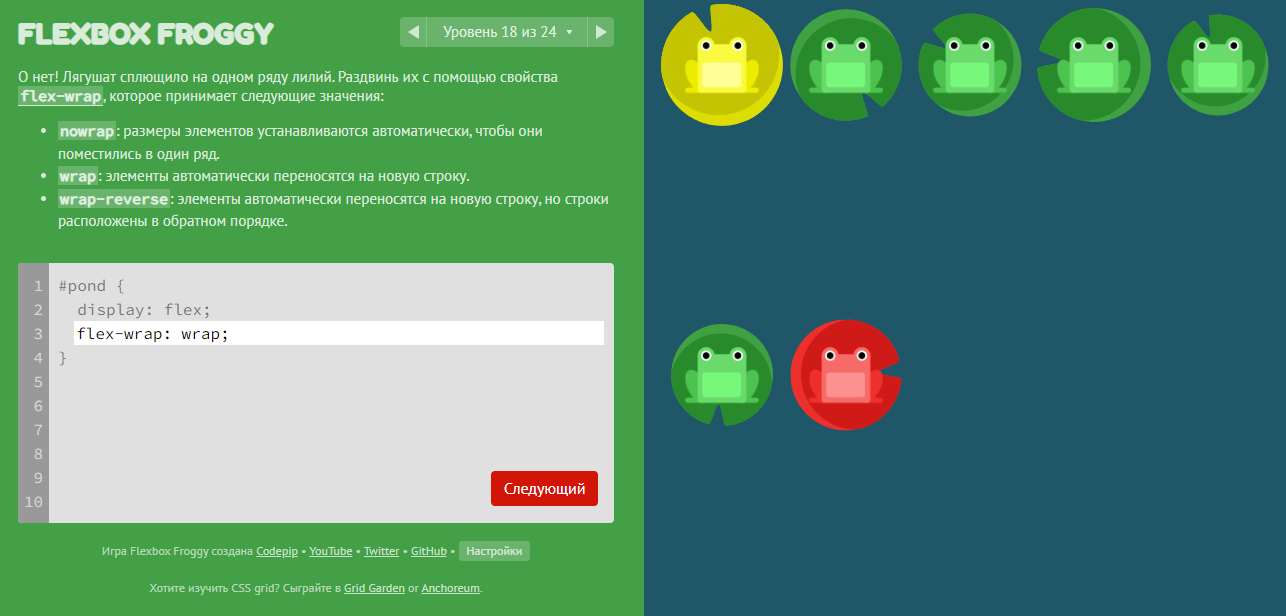 FLEXBOX FROGGY
Уровень 18 из 24
О нет! Лягушат сплющило на одном ряду лилий. Раздвинь их с помощью свойства
flex-wrap, которое принимает следующие значения:
• nowrap: размеры элементов устанавливаются автоматически, чтобы они
поместились в один ряд.
• wrap: элементы автоматически переносятся на новую строку.
• wrap-reverse: элементы автоматически переносятся на новую строку, но строки
расположены в обратном порядке.
1 #pond {
2 display: flex;
3 flex-wrap: wrap;
4 }
5
6
7
8
9
10
Следующий
Игра Flexbox Froggy создана Codepip • YouTube • Twitter • GitHub • Настройки
Хотите изучить CSS grid? Сыграйте в Grid Garden or Anchoreum.